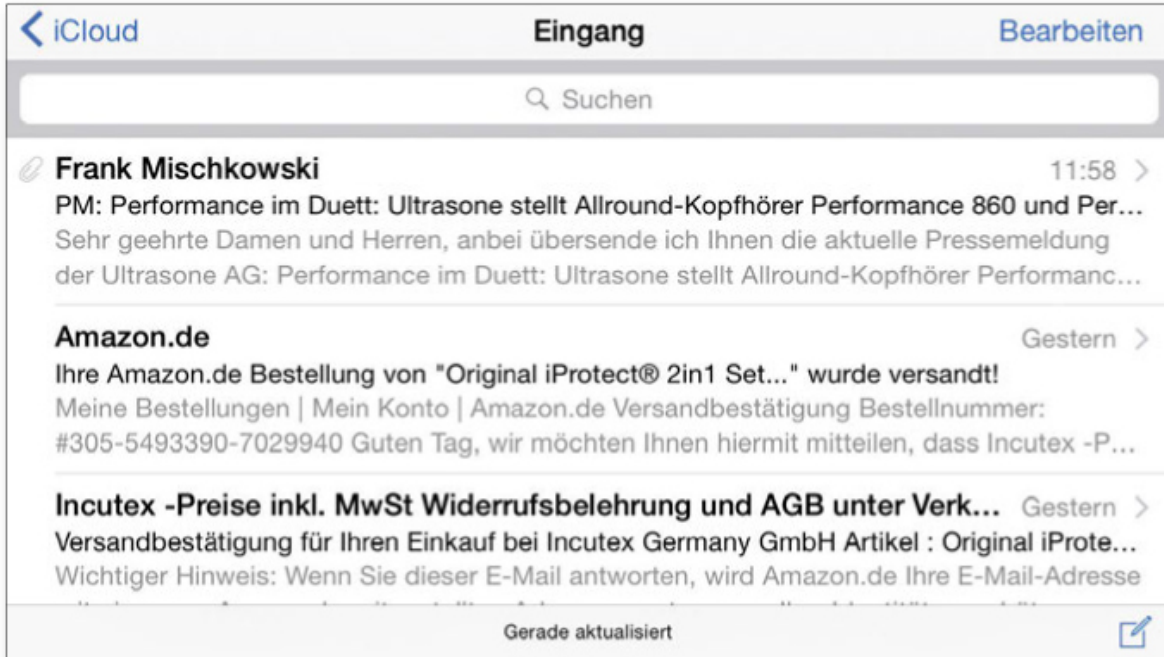 iCloud
Eingang
Bearbeiten
Suchen
Frank Mischkowski
11:58
PM: Performance im Duett: Ultrasone stellt Allround-Kopfhörer Performance 860 und Per...
Sehr geehrte Damen und Herren, anbei übersende ich Ihnen die aktuelle Pressemeldung
der Ultrasone AG: Performance im Duett: Ultrasone stellt Allround-Kopfhörer Performanc...
Amazon.de
Gestern
Ihre Amazon.de Bestellung von "Original iProtect® 2in1 Set..." wurde versandt!
Meine Bestellungen | Mein Konto | Amazon.de Versandbestätigung Bestellnummer:
#305-5493390-7029940 Guten Tag, wir möchten Ihnen hiermit mitteilen, dass Incutex -P...
Incutex -Preise inkl. MwSt Widerrufsbelehrung und AGB unter Verk...
Gestern
Versandbestätigung für Ihren Einkauf bei Incutex Germany GmbH Artikel : Original iProte...
Wichtiger Hinweis: Wenn Sie dieser E-Mail antworten, wird Amazon.de Ihre E-Mail-Adresse
Gerade aktualisiert